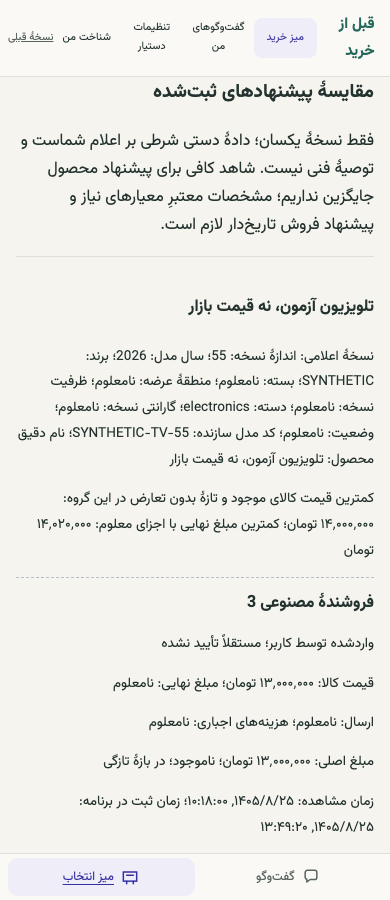 قبل از خرید
میز خرید
گفت‌وگوهای من
تنظیمات دستیار
شناخت من
نسخهٔ قبلی
مقایسهٔ پیشنهادهای ثبت‌شده
فقط نسخهٔ یکسان؛ دادهٔ دستی شرطی بر اعلام شماست و
توصیهٔ فنی نیست. شاهد کافی برای پیشنهاد محصول
جایگزین نداریم؛ مشخصات معتبرِ معیارهای نیاز و
پیشنهاد فروش تاریخ‌دار لازم است.
تلویزیون آزمون، نه قیمت بازار
نسخهٔ اعلامی: اندازهٔ نسخه: 55؛ سال مدل: 2026؛ برند:
SYNTHETIC؛ بسته: نامعلوم؛ منطقهٔ عرضه: نامعلوم؛ ظرفیت
نسخه: نامعلوم؛ دسته: electronics؛ گارانتی نسخه: نامعلوم؛
وضعیت: نامعلوم؛ کد مدل سازنده: SYNTHETIC-TV-55؛ نام دقیق
محصول: تلویزیون آزمون، نه قیمت بازار
کمترین قیمت کالای موجود و تازهٔ بدون تعارض در این گروه:
۱۴,۰۰۰,۰۰۰ تومان؛ کمترین مبلغ نهایی با اجزای معلوم: ۱۴,۰۲۰,۰۰۰
تومان
فروشندهٔ مصنوعی 3
واردشده توسط کاربر؛ مستقلاً تأیید نشده
قیمت کالا: ۱۳,۰۰۰,۰۰۰ تومان؛ مبلغ نهایی: نامعلوم
ارسال: نامعلوم؛ هزینه‌های اجباری: نامعلوم
مبلغ اصلی: ۱۳,۰۰۰,۰۰۰ تومان؛ ناموجود؛ در بازهٔ تازگی
زمان مشاهده: ۱۴۰۵/۸/۲۵, ۱۰:۱۸:۰۰؛ زمان ثبت در برنامه:
۱۴۰۵/۸/۲۵, ۱۳:۴۹:۲۰
گفت‌وگو
میز انتخاب